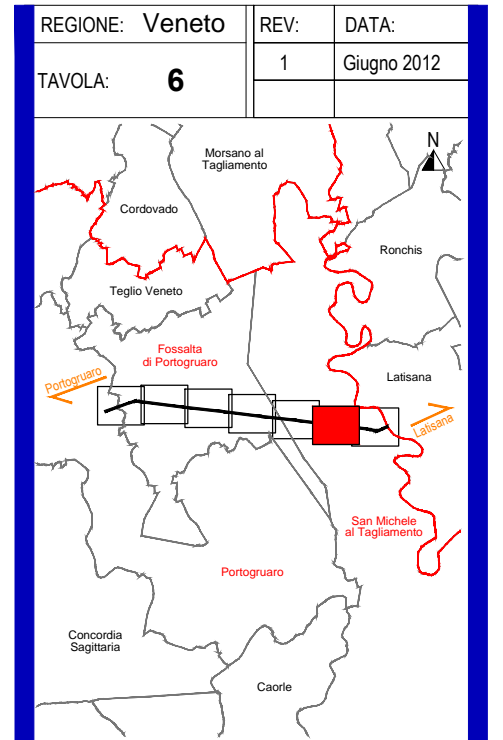 REGIONE: Veneto
REV:
DATA:
1
Giugno 2012
TAVOLA: 6
N
Morsano al
Tagliamento
Cordovado
Ronchis
Teglio Veneto
Fossalta
di Portogruaro
Portogruaro
Latisana
Latisana
San Michele
al Tagliamento
Portogruaro
Concordia
Sagittaria
Caorle